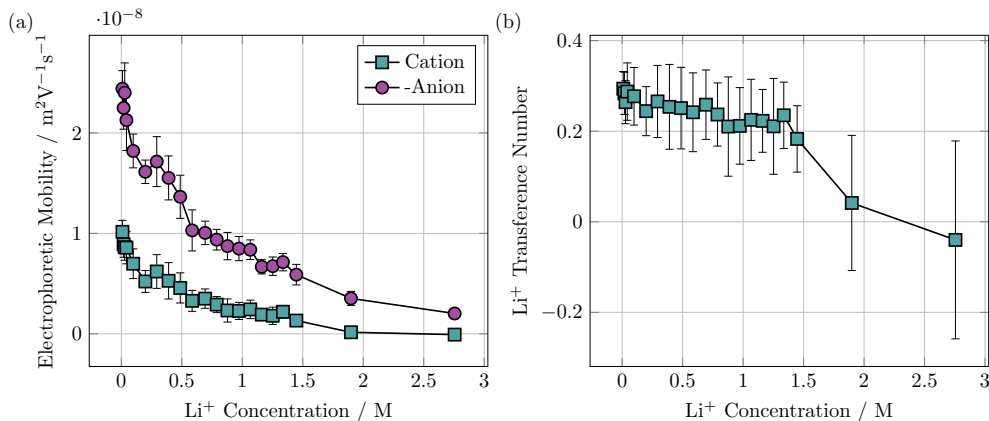 (a)
·10−8
Electrophoretic Mobility / m2V−1s−1
2
1
0
0
0.5
1
1.5
2
2.5
3
Li+ Concentration / M
Cation
-Anion
(b)
Li+ Transference Number
0.4
0.2
0
−0.2
0
0.5
1
1.5
2
2.5
3
Li+ Concentration / M